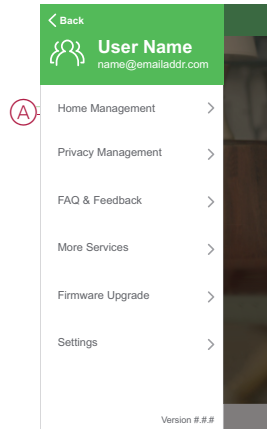 Back
User Name
name@emailaddr.com
A
Home Management
Privacy Management
FAQ & Feedback
More Services
Firmware Upgrade
Settings
Version #.#.#